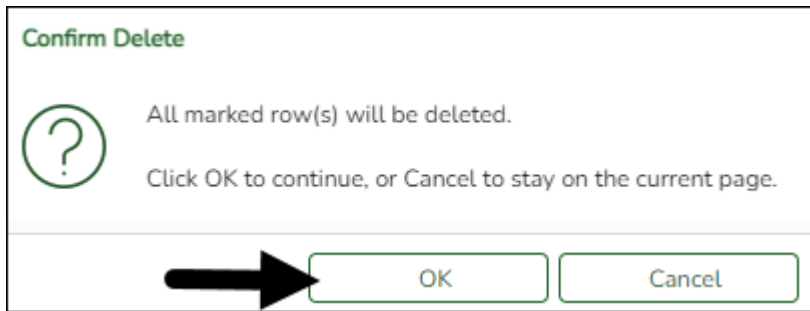 Confirm Delete
All marked row(s) will be deleted.
Click OK to continue, or Cancel to stay on the current page.
OK
Cancel